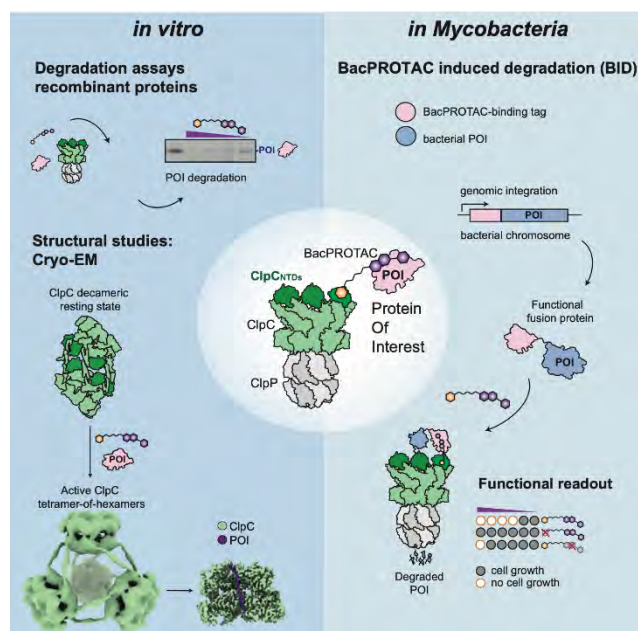 in vitro
Degradation assays
recombinant proteins
POI
POI degradation
Structural studies:
Cryo-EM
ClpC decameric
resting state
POI
Active ClpC
tetramer-of-hexamers
ClpC
POI
BacPROTAC
ClpCNTDs
POI
ClpC
Protein
Of
Interest
ClpP
in Mycobacteria
BacPROTAC induced degradation (BID)
BacPROTAC-binding tag
bacterial POI
genomic integration
POI
bacterial chromosome
Functional
fusion protein
POI
Functional readout
cell growth
no cell growth
Degraded
POI